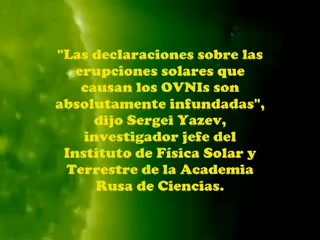 "Las declaraciones sobre las
erupciones solares que
causan los OVNIs son
absolutamente infundadas",
dijo Sergei Yazev,
investigador jefe del
Instituto de Física Solar y
Terrestre de la Academia
Rusa de Ciencias.